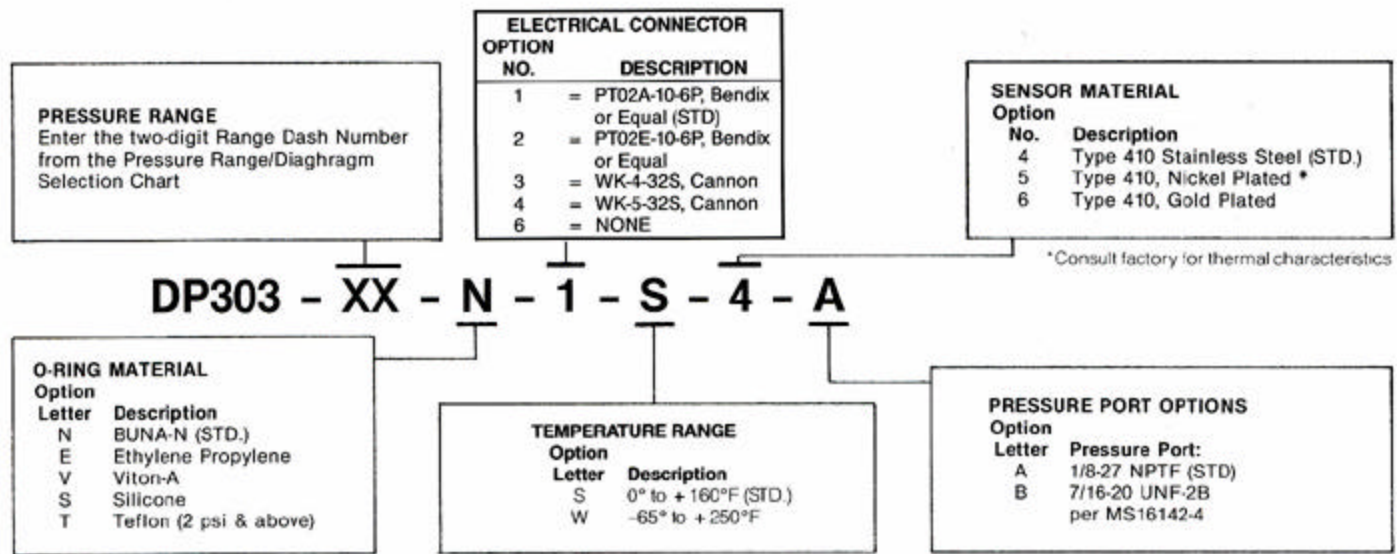 ELECTRICAL CONNECTOR
OPTION
NO. DESCRIPTION
1 = PT02A-10-6P, Bendix
or Equal (STD)
2 = PT02E-10-6P, Bendix
or Equal
3 = WK-4-32S, Cannon
4 = WK-5-32S, Cannon
6 = NONE
PRESSURE RANGE
Enter the two-digit Range Dash Number
from the Pressure Range/Diaghragm
Selection Chart
SENSOR MATERIAL
Option
No. Description
4 Type 410 Stainless Steel (STD.)
5 Type 410, Nickel Plated *
6 Type 410, Gold Plated
*Consult factory for thermal characteristics
DP303 – XX – N - 1 - S - 4 - A
O-RING MATERIAL
Option
Letter Description
N BUNA-N (STD.)
E Ethylene Propylene
V Viton-A
S Silicone
T Teflon (2 psi & above)
TEMPERATURE RANGE
Option
Letter Description
S 0° to +160°F (STD.)
W -65° to +250°F
PRESSURE PORT OPTIONS
Option
Letter Pressure Port:
A 1/8-27 NPTF (STD)
B 7/16-20 UNF-2B
per MS16142-4